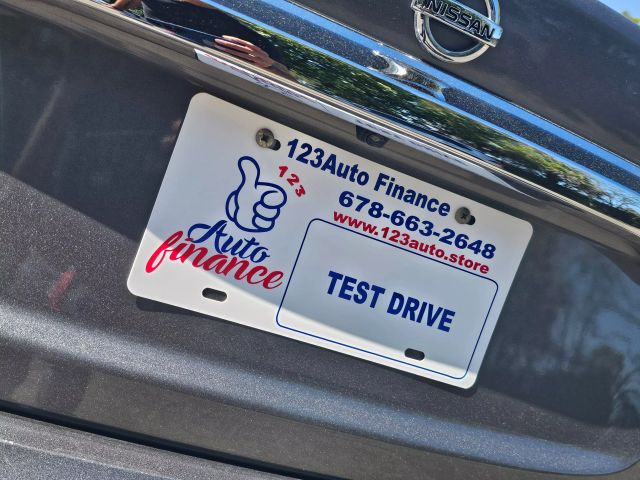 NISSAN
123Auto Finance
678-663-2648
www.123auto.store
123
Auto
finance
TEST DRIVE